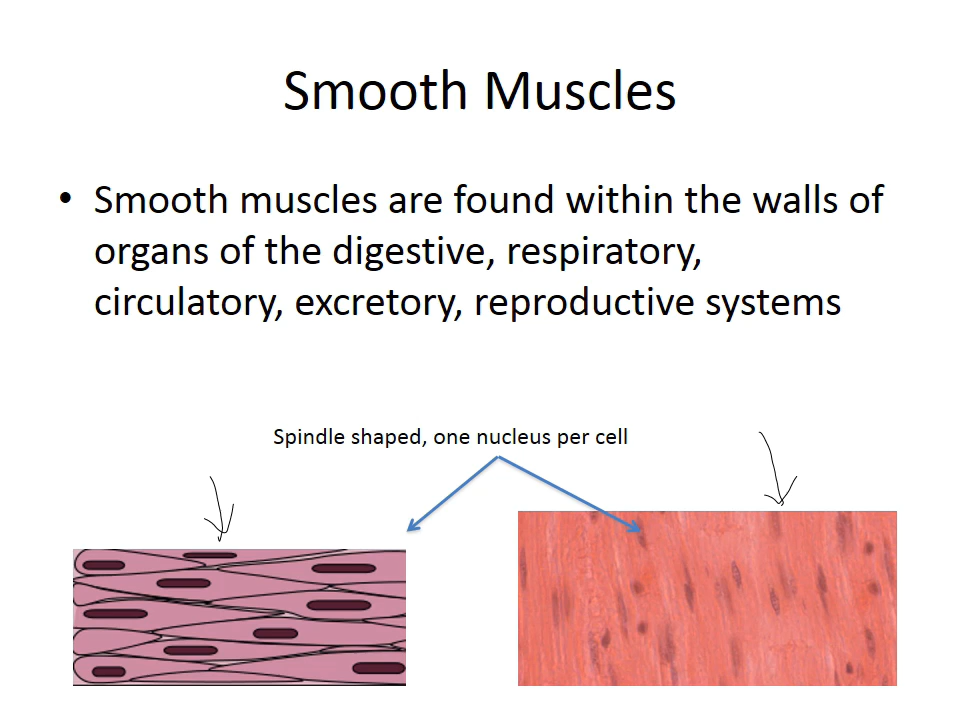 Smooth Muscles
• Smooth muscles are found within the walls of
organs of the digestive, respiratory,
circulatory, excretory, reproductive systems
Spindle shaped, one nucleus per cell